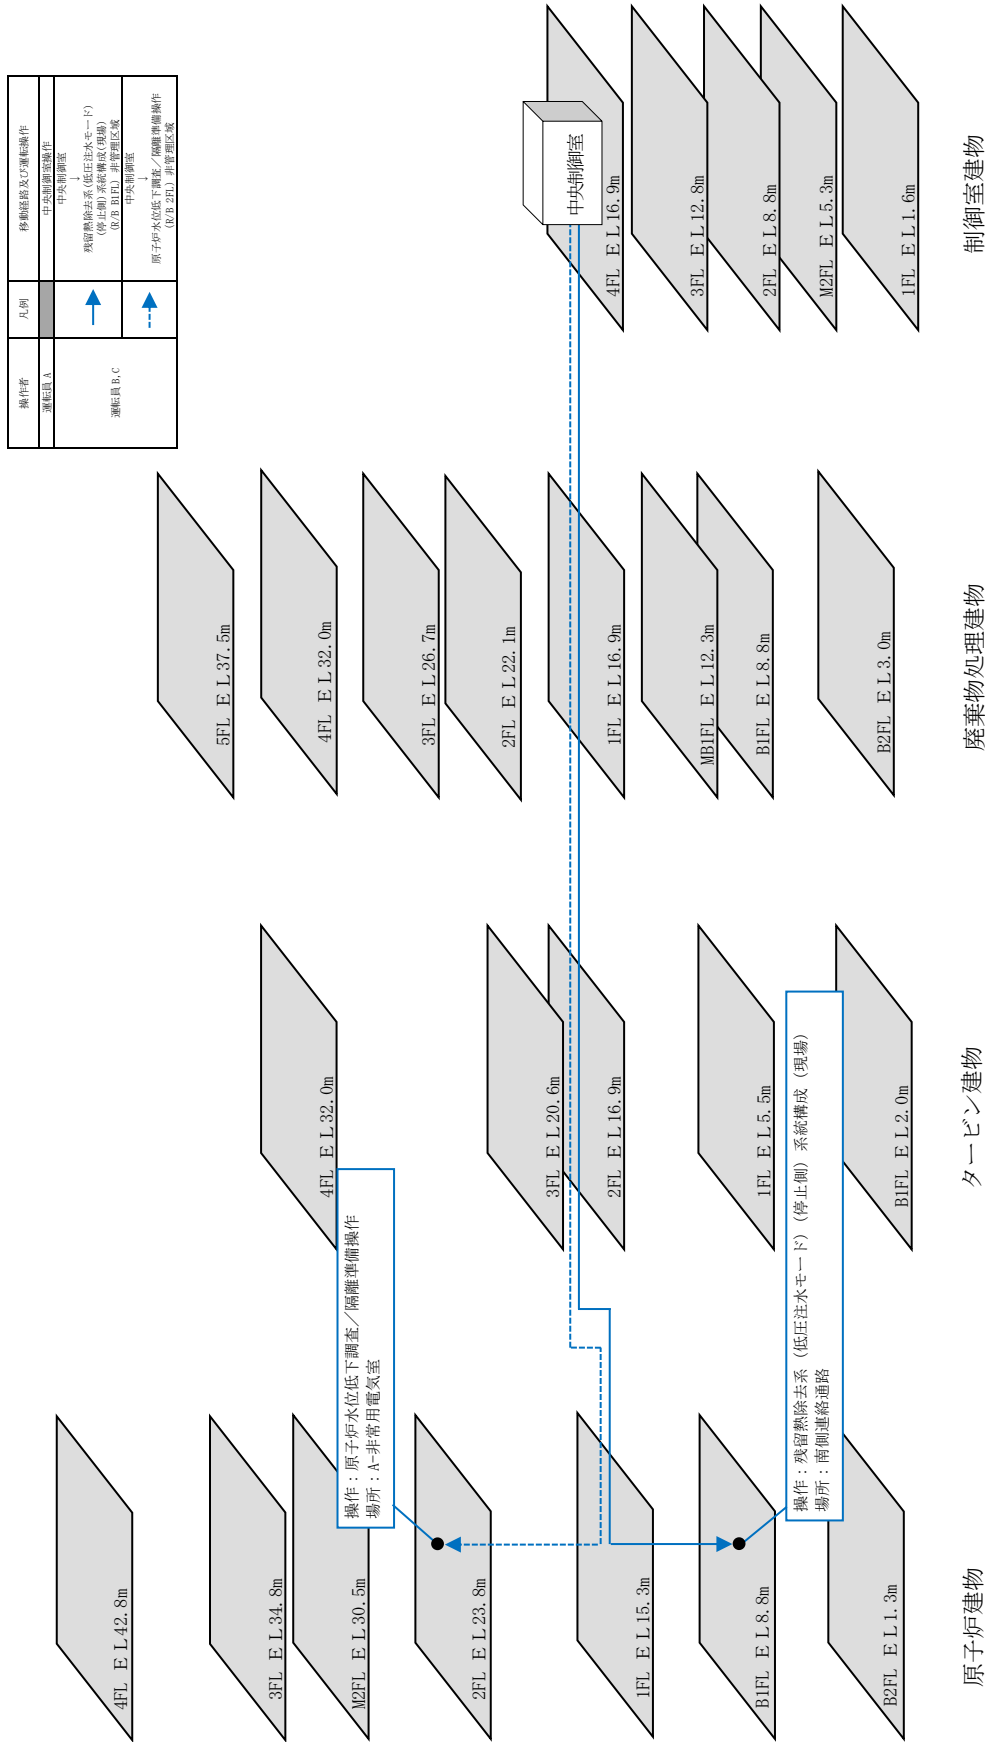 操作者
凡例
移動経路及び運転操作
運転員 A
中央制御室操作
運転員 B,C
中央制御室
↓
残留熱除去系(低圧注水モード)
(停止側)系統構成(現場)
(R/B B1FL) 非管理区域
中央制御室
↓
原子炉水位低下調査／隔離準備操作
(R/B 2FL) 非管理区域
4FL ＥＬ42.8m
3FL ＥＬ34.8m
M2FL ＥＬ30.5m
2FL ＥＬ23.8m
1FL ＥＬ15.3m
B1FL ＥＬ8.8m
B2FL ＥＬ1.3m
原子炉建物
操作：原子炉水位低下調査／隔離準備操作
場所：A-非常用電気室
操作：残留熱除去系（低圧注水モード）（停止側）系統構成（現場）
場所：南側連絡通路
4FL ＥＬ32.0m
3FL ＥＬ20.6m
2FL ＥＬ16.9m
1FL ＥＬ5.5m
B1FL ＥＬ2.0m
タービン建物
5FL ＥＬ37.5m
4FL ＥＬ32.0m
3FL ＥＬ26.7m
2FL ＥＬ22.1m
1FL ＥＬ16.9m
MB1FL ＥＬ12.3m
B1FL ＥＬ8.8m
B2FL ＥＬ3.0m
廃棄物処理建物
中央制御室
4FL ＥＬ16.9m
3FL ＥＬ12.8m
2FL ＥＬ8.8m
M2FL ＥＬ5.3m
1FL ＥＬ1.6m
制御室建物